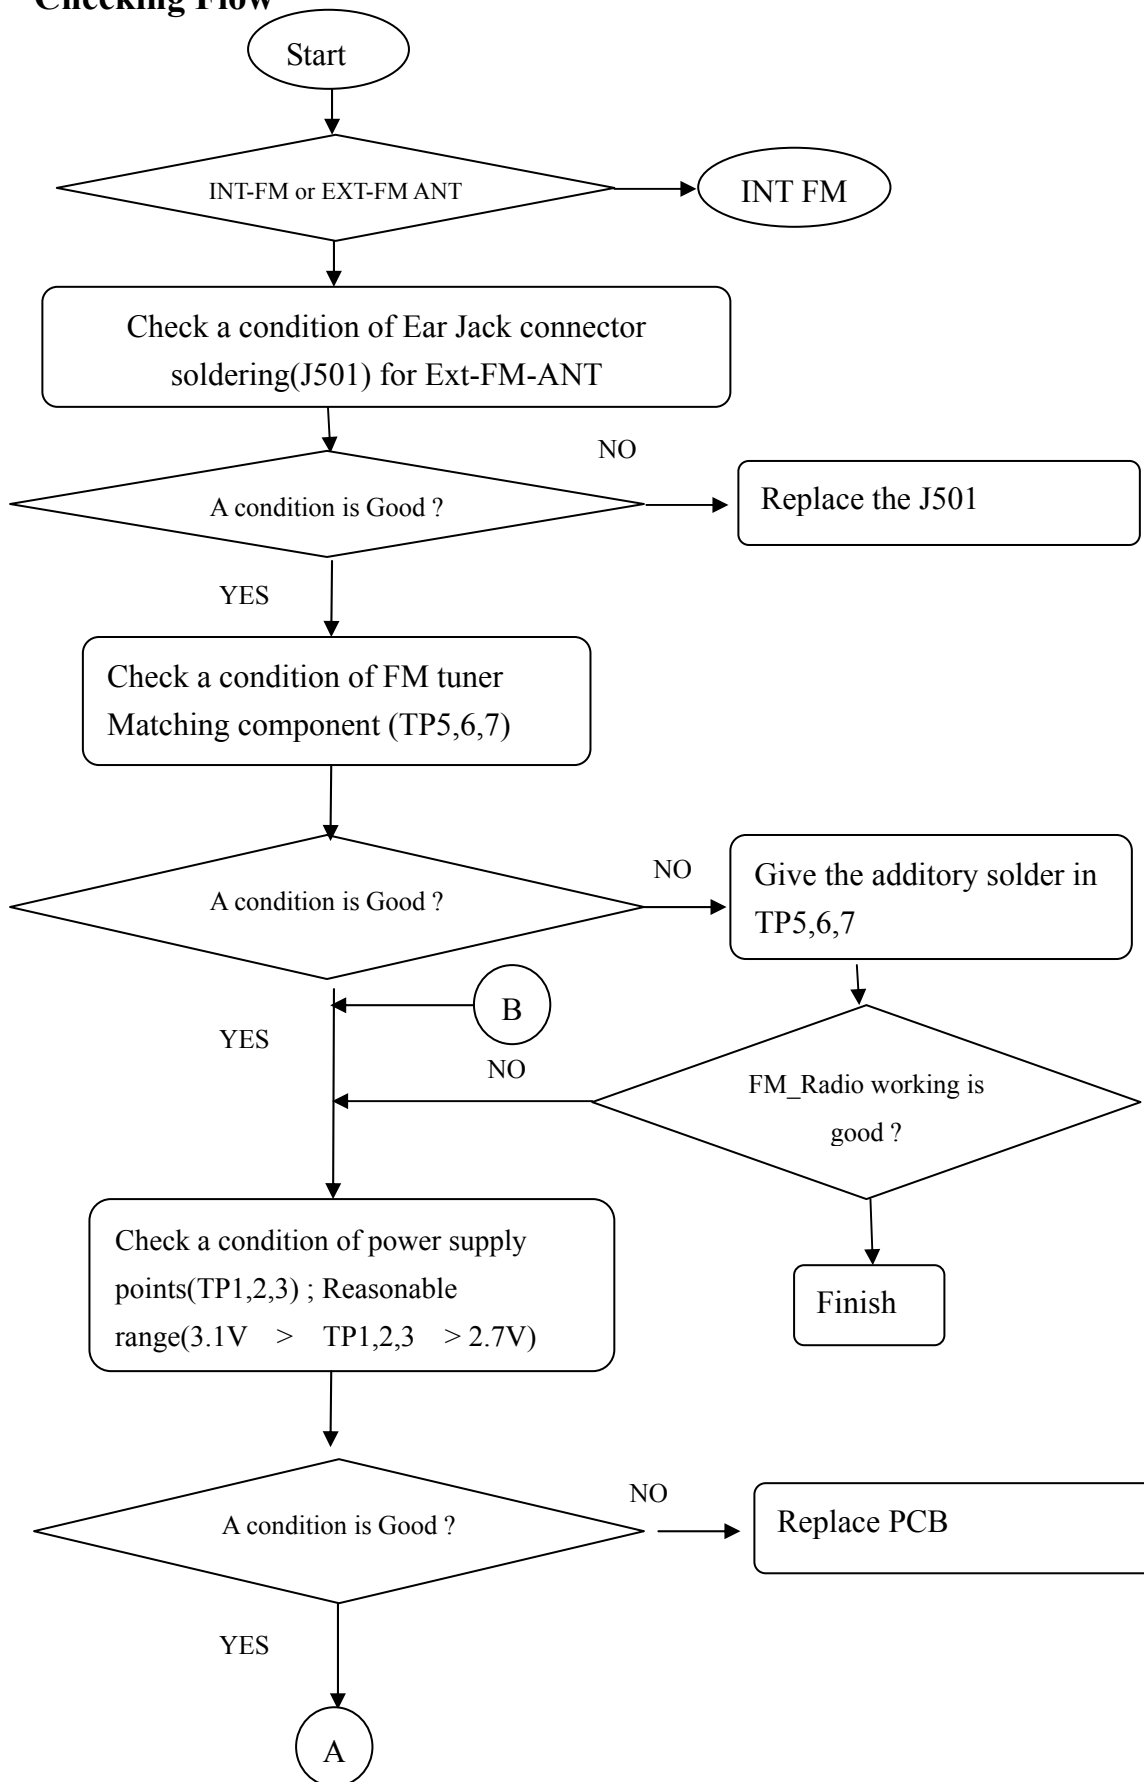 Checking Flow
Start
INT-FM or EXT-FM ANT
INT FM
Check a condition of Ear Jack connector
soldering(J501) for Ext-FM-ANT
NO
A condition is Good ?
Replace the J501
YES
Check a condition of FM tuner
Matching component (TP5,6,7)
A condition is Good ?
NO
Give the additory solder in
TP5,6,7
B
YES
NO
FM_Radio working is
good ?
Check a condition of power supply
points(TP1,2,3) ; Reasonable
range(3.1V > TP1,2,3 > 2.7V)
Finish
A condition is Good ?
NO
Replace PCB
YES
A